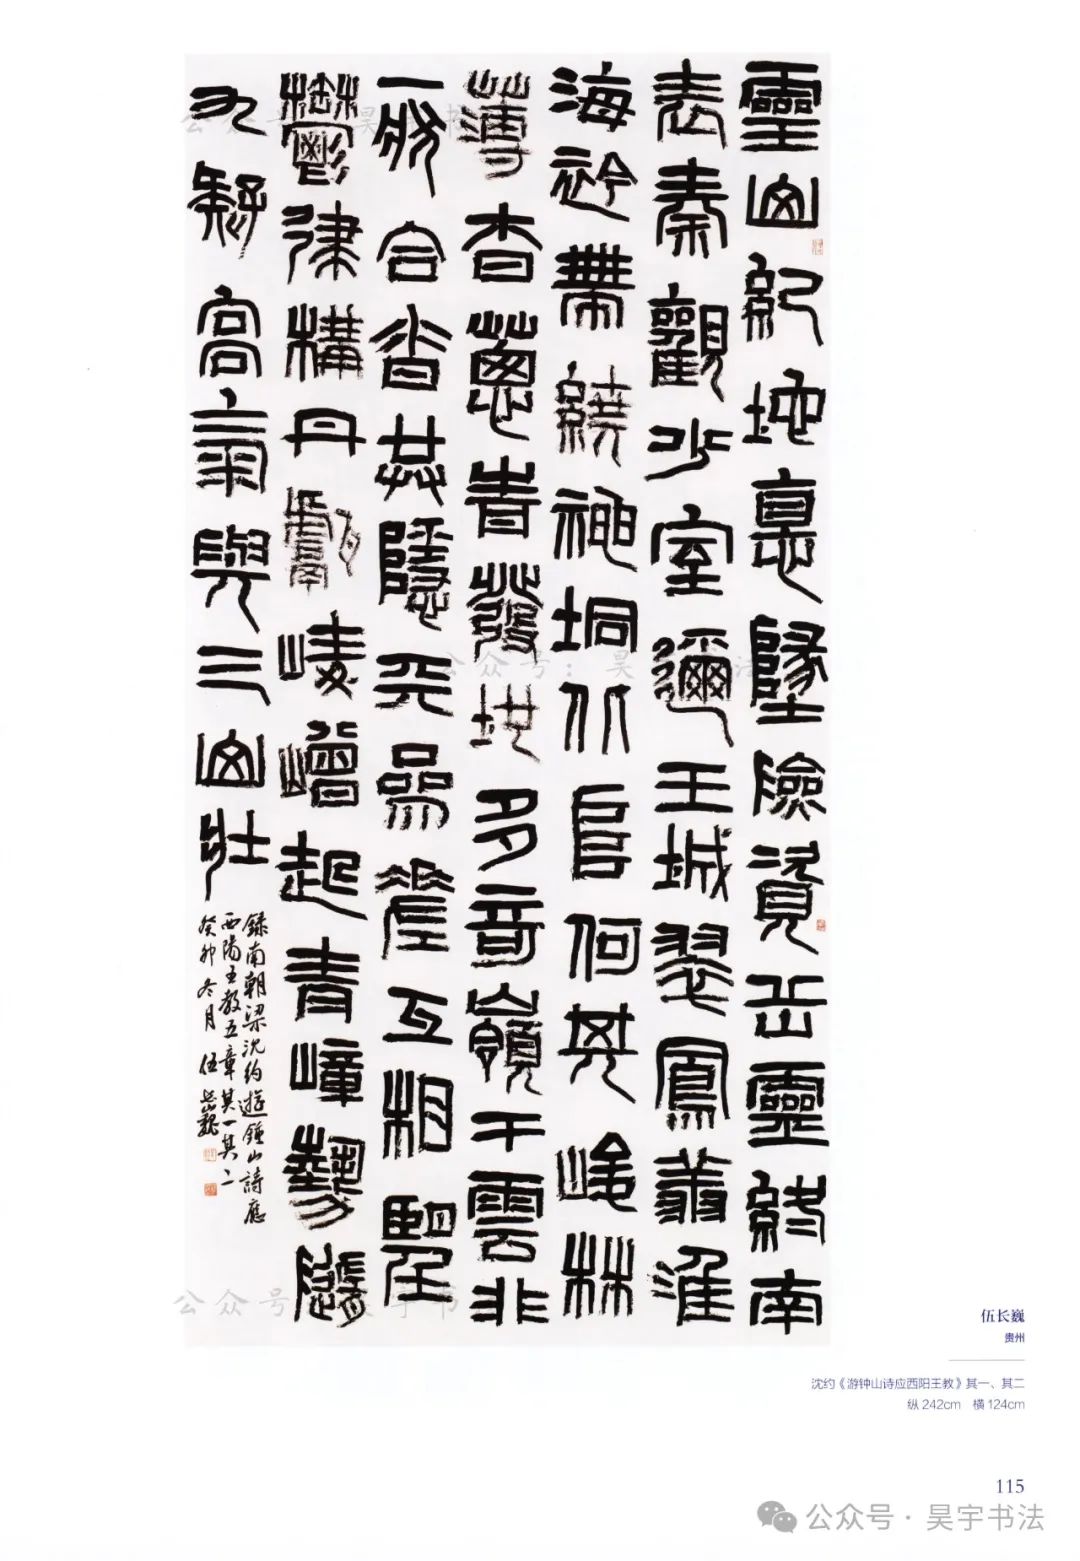 靈山紀地悳墬險資岳靈終南
表秦觀少室邇王城翠鳳翔淮
海衿帶繞神坰北阜何其峻林
薄杳蔥青發地多奇嶺干雲非
一狀合沓共隱天參差互相望
鬱律構丹巘崚嶒起青嶂勢隨
九疑高氣與三山壯
錄南朝梁沈約遊鍾山詩應
西陽王教五章其一其二
癸卯冬月 伍長巍
伍长巍
贵州
沈约《游钟山诗应西阳王教》其一、其二
纵 242cm 横 124cm
115
公众号·昊宇书法